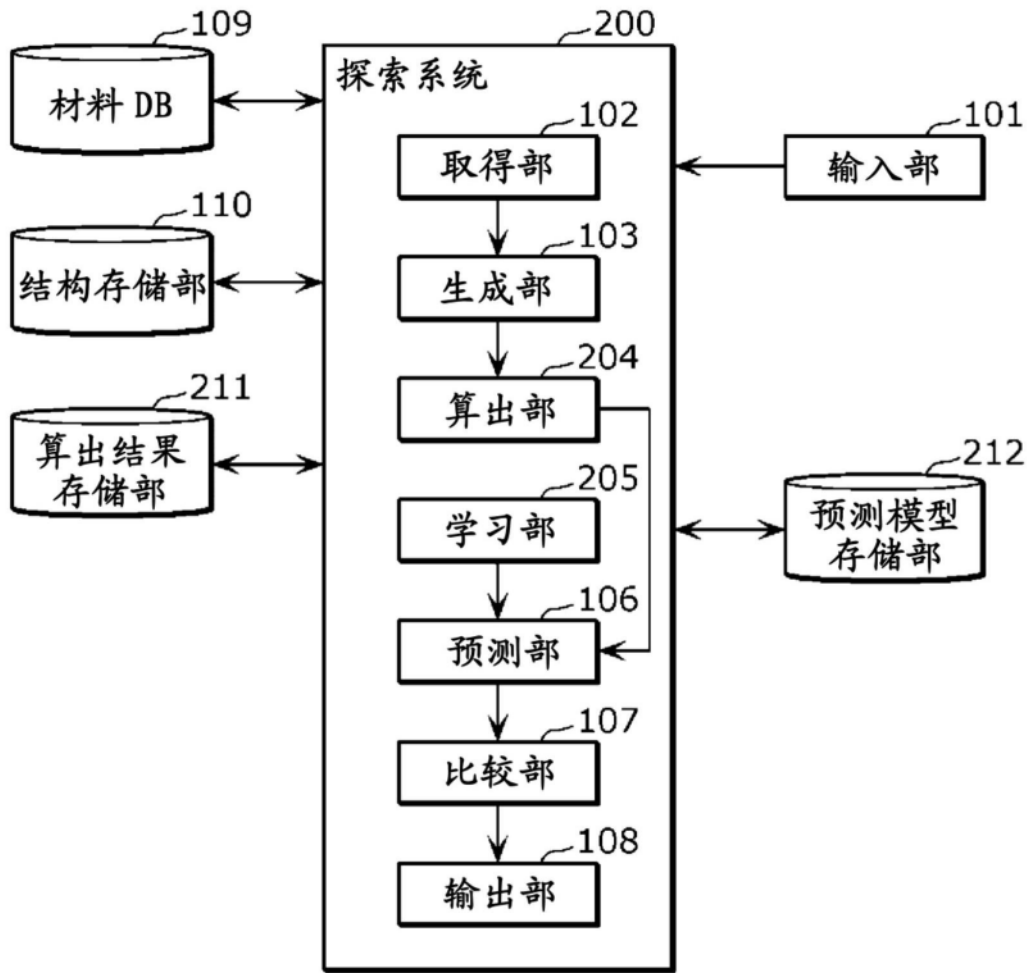 109
材料 DB
110
结构存储部
211
算出结果
存储部
200
探索系统
102
取得部
103
生成部
204
算出部
205
学习部
106
预测部
107
比较部
108
输出部
101
输入部
212
预测模型
存储部